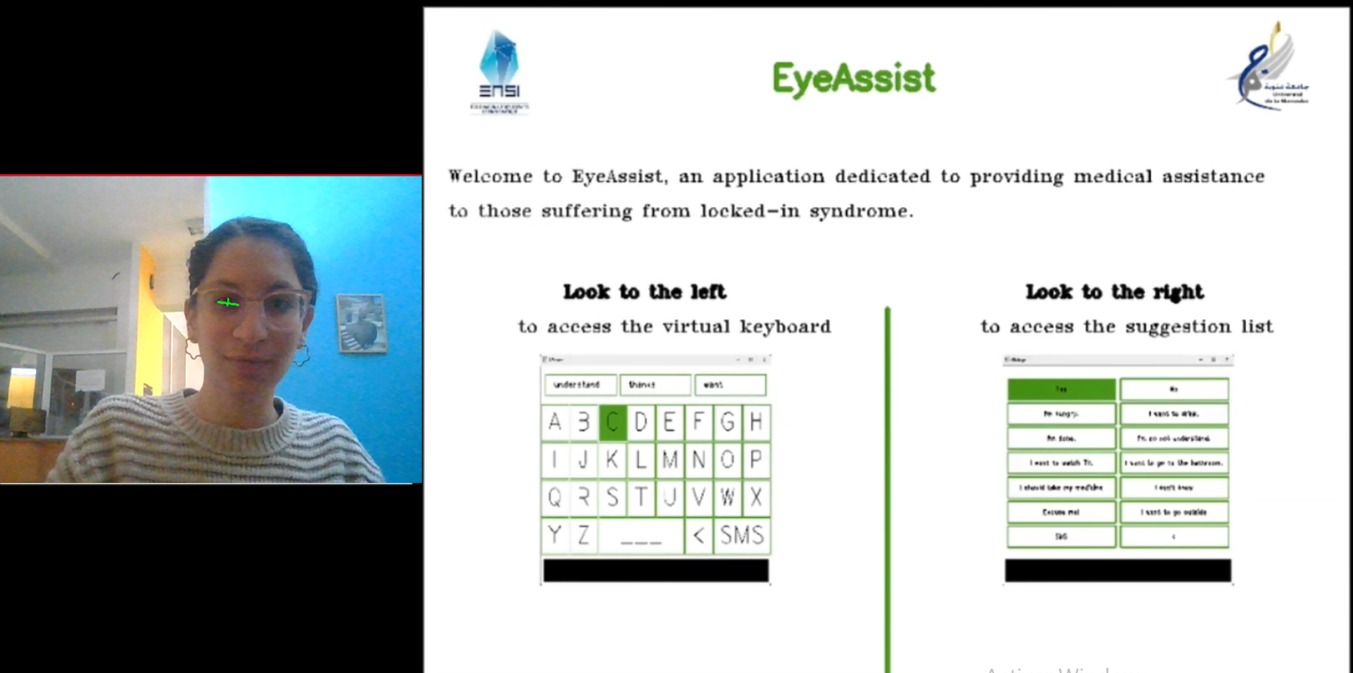 ENSI
EyeAssist
جامعة منوبة
Université
de la Manouba
Welcome to EyeAssist, an application dedicated to providing medical assistance
to those suffering from locked-in syndrome.
Look to the left
to access the virtual keyboard
understand thanks want
A B C D E F G H
I J K L M N O P
Q R S T U V W X
Y Z ___ < SMS
Look to the right
to access the suggestion list
Yes No
I'm hungry. I want to drink.
I'm done. I do not understand.
I want to watch TV. I want to go to the bathroom.
I should take my medicine I don't know
Excuse me! I want to go outside
SMS <